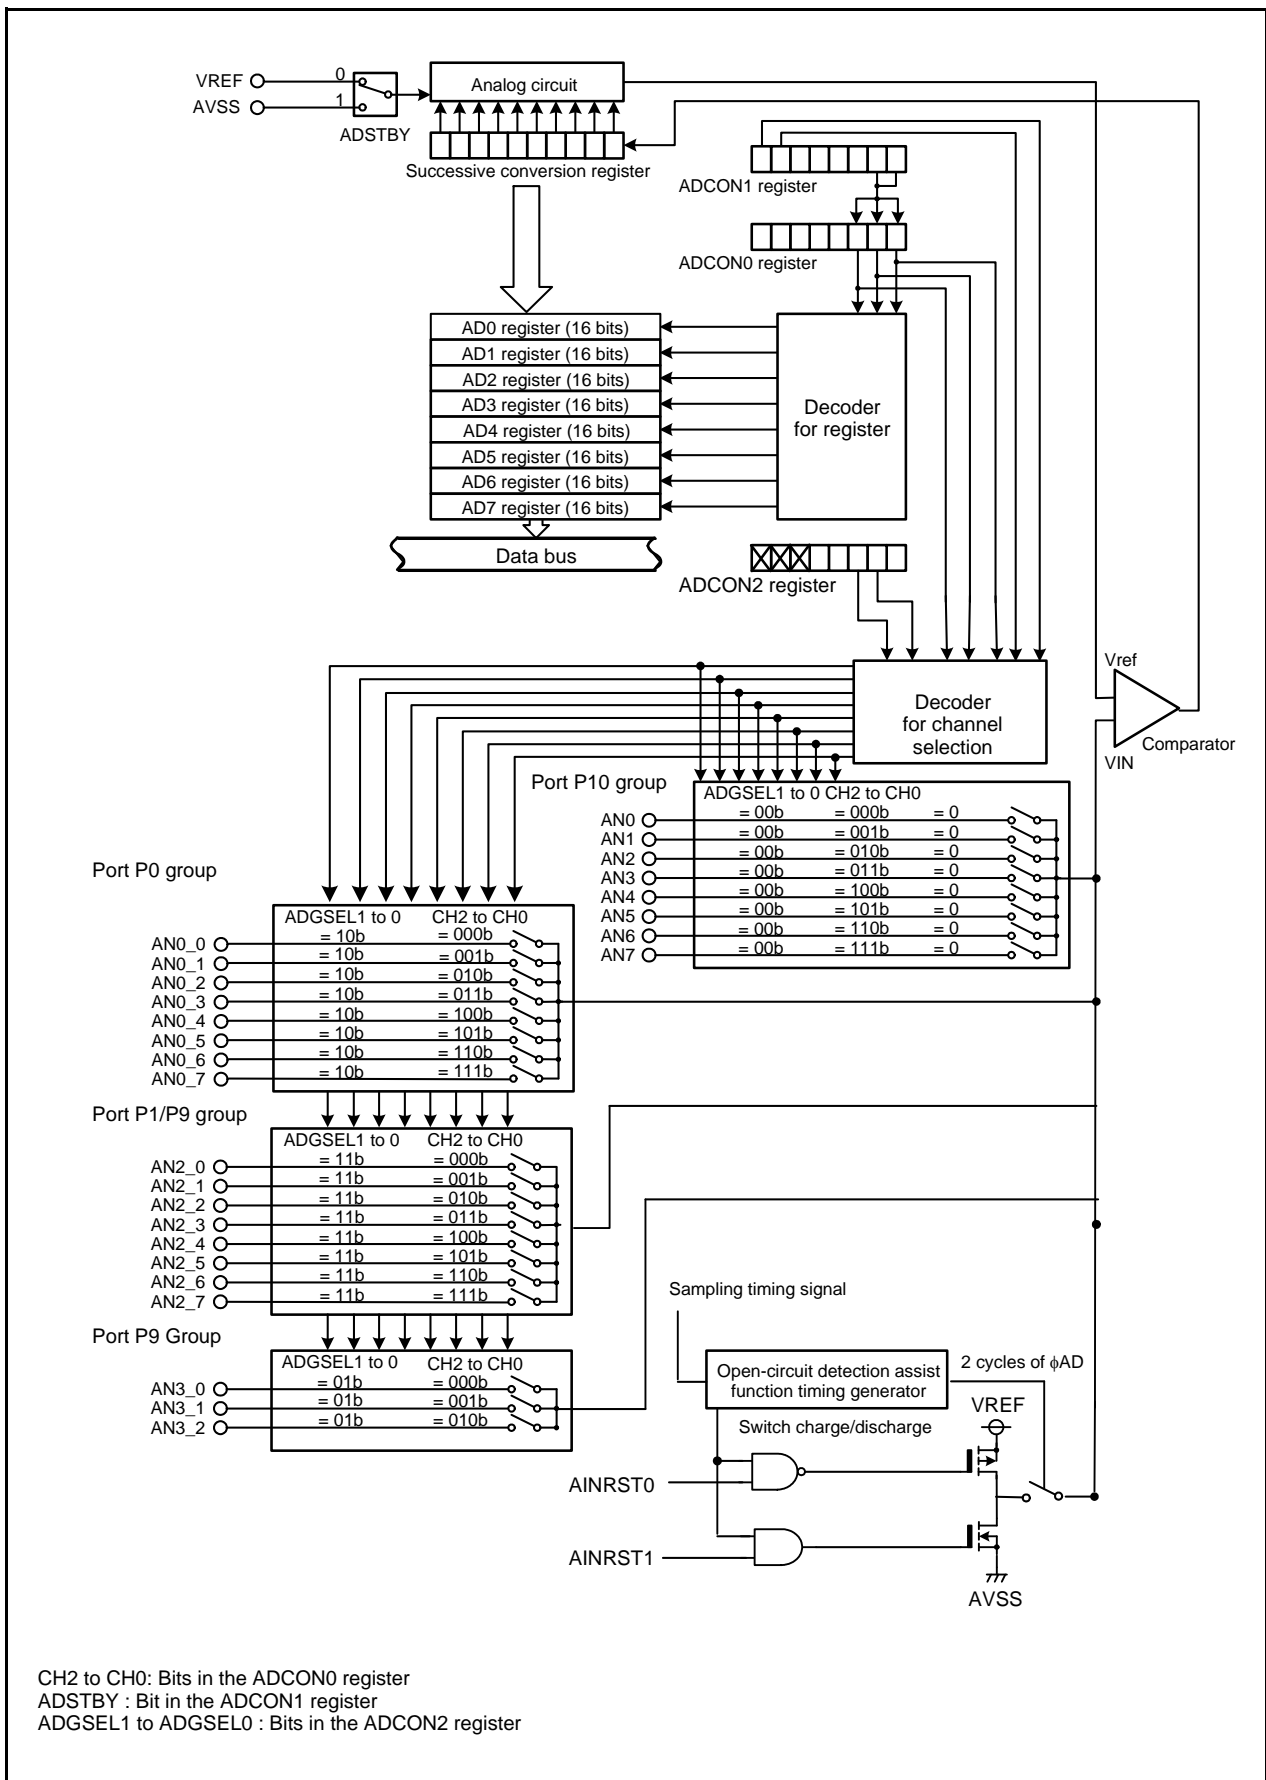 VREF
0
Analog circuit
AVSS
1
ADSTBY
Successive conversion register
ADCON1 register
ADCON0 register
AD0 register (16 bits)
AD1 register (16 bits)
AD2 register (16 bits)
AD3 register (16 bits)
AD4 register (16 bits)
AD5 register (16 bits)
AD6 register (16 bits)
AD7 register (16 bits)
Decoder
for register
Data bus
ADCON2 register
Decoder
for channel
selection
Vref
VIN
Comparator
Port P10 group
ADGSEL1 to 0 CH2 to CH0
AN0 = 00b = 000b = 0
AN1 = 00b = 001b = 0
AN2 = 00b = 010b = 0
AN3 = 00b = 011b = 0
AN4 = 00b = 100b = 0
AN5 = 00b = 101b = 0
AN6 = 00b = 110b = 0
AN7 = 00b = 111b = 0
Port P0 group
ADGSEL1 to 0 CH2 to CH0
AN0_0 = 10b = 000b
AN0_1 = 10b = 001b
AN0_2 = 10b = 010b
AN0_3 = 10b = 011b
AN0_4 = 10b = 100b
AN0_5 = 10b = 101b
AN0_6 = 10b = 110b
AN0_7 = 10b = 111b
Port P1/P9 group
ADGSEL1 to 0 CH2 to CH0
AN2_0 = 11b = 000b
AN2_1 = 11b = 001b
AN2_2 = 11b = 010b
AN2_3 = 11b = 011b
AN2_4 = 11b = 100b
AN2_5 = 11b = 101b
AN2_6 = 11b = 110b
AN2_7 = 11b = 111b
Port P9 Group
ADGSEL1 to 0 CH2 to CH0
AN3_0 = 01b = 000b
AN3_1 = 01b = 001b
AN3_2 = 01b = 010b
Sampling timing signal
Open-circuit detection assist
function timing generator
2 cycles of ϕAD
Switch charge/discharge
VREF
AINRST0
AINRST1
AVSS
CH2 to CH0: Bits in the ADCON0 register
ADSTBY : Bit in the ADCON1 register
ADGSEL1 to ADGSEL0 : Bits in the ADCON2 register